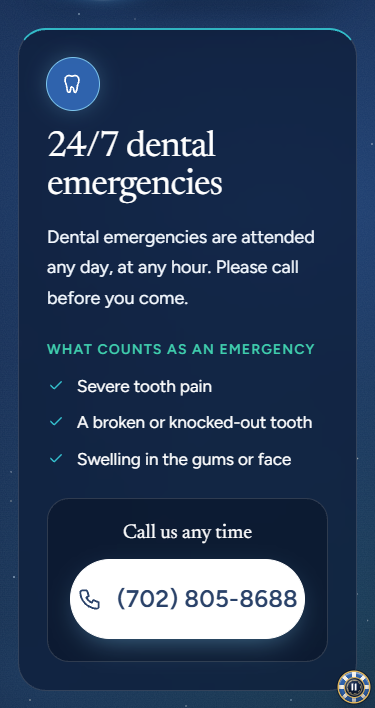 24/7 dental
emergencies
Dental emergencies are attended
any day, at any hour. Please call
before you come.
WHAT COUNTS AS AN EMERGENCY
Severe tooth pain
A broken or knocked-out tooth
Swelling in the gums or face
Call us any time
(702) 805-8688